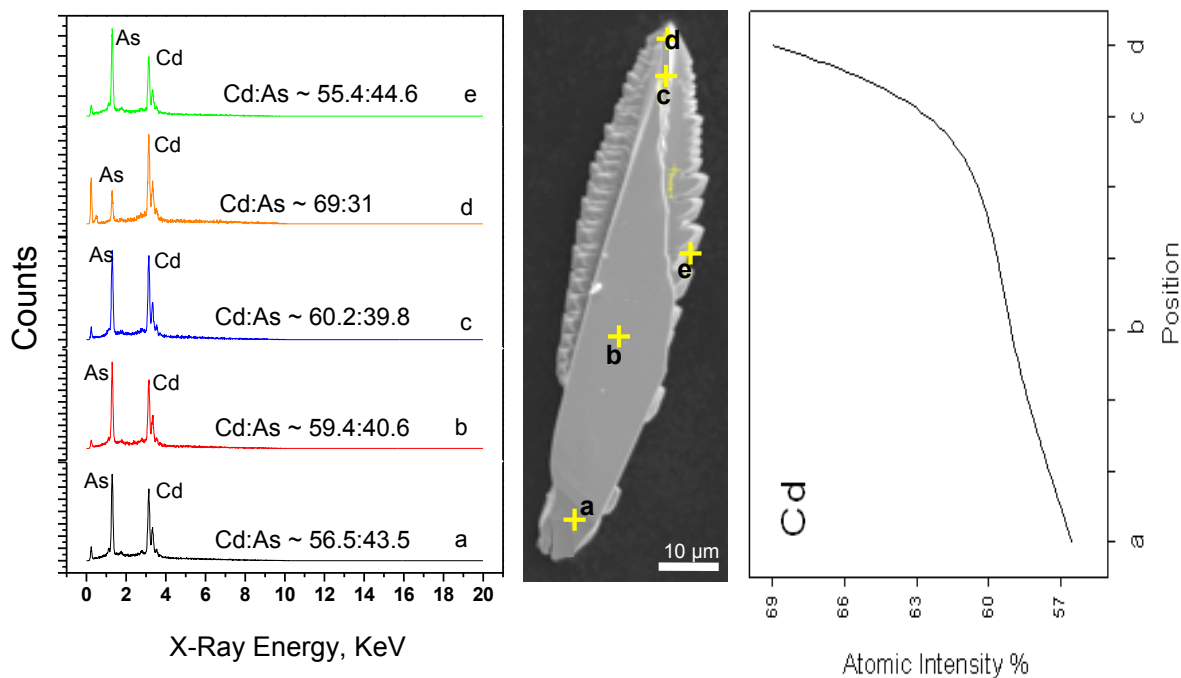 As
Cd
Cd:As ~ 55.4:44.6
e
As
Cd
Cd:As ~ 69:31
d
As
Cd
Cd:As ~ 60.2:39.8
c
As
Cd
Cd:As ~ 59.4:40.6
b
As
Cd
Cd:As ~ 56.5:43.5
a
Counts
0 2 4 6 8 10 12 14 16 18 20
X-Ray Energy, KeV
d
c
e
b
a
10 µm
d
c
b
a
Position
Cd
69 66 63 60 57
Atomic Intensity %